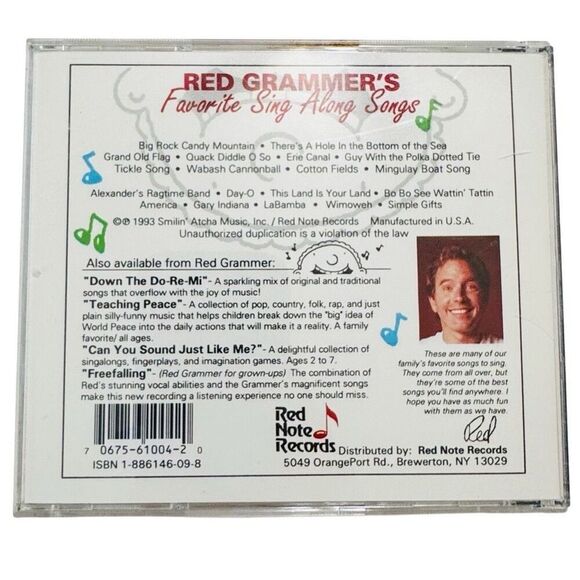 RED GRAMMER'S
Favorite Sing Along Songs
Big Rock Candy Mountain • There's A Hole In the Bottom of the Sea
Grand Old Flag • Quack Diddle O So • Erie Canal • Guy With the Polka Dotted Tie
Tickle Song • Wabash Cannonball • Cotton Fields • Mingulay Boat Song
Alexander's Ragtime Band • Day-O • This Land Is Your Land • Bo Bo See Wattin' Tattin
America • Gary Indiana • LaBamba • Wimoweh • Simple Gifts
©℗ 1993 Smilin' Atcha Music, Inc. / Red Note Records Manufactured in U.S.A.
Unauthorized duplication is a violation of the law
Also available from Red Grammer:
"Down The Do-Re-Mi"- A sparkling mix of original and traditional
songs that overflow with the joy of music!
"Teaching Peace"- A collection of pop, country, folk, rap, and just
plain silly-funny music that helps children break down the "big" idea of
World Peace into the daily actions that will make it a reality. A family
favorite/ all ages.
"Can You Sound Just Like Me?"- A delightful collection of
singalongs, fingerplays, and imagination games. Ages 2 to 7.
"Freefalling"- (Red Grammer for grown-ups) The combination of
Red's stunning vocal abilities and the Grammer's magnificent songs
make this new recording a listening experience no one should miss.
These are many of our
family's favorite songs to sing.
They come from all over, but
they're some of the best
songs you'll find anywhere. I
hope you have as much fun
with them as we have.
Red
7 0675-61004-2 0
ISBN 1-886146-09-8
Red
Note
Records
Distributed by: Red Note Records
5049 OrangePort Rd., Brewerton, NY 13029